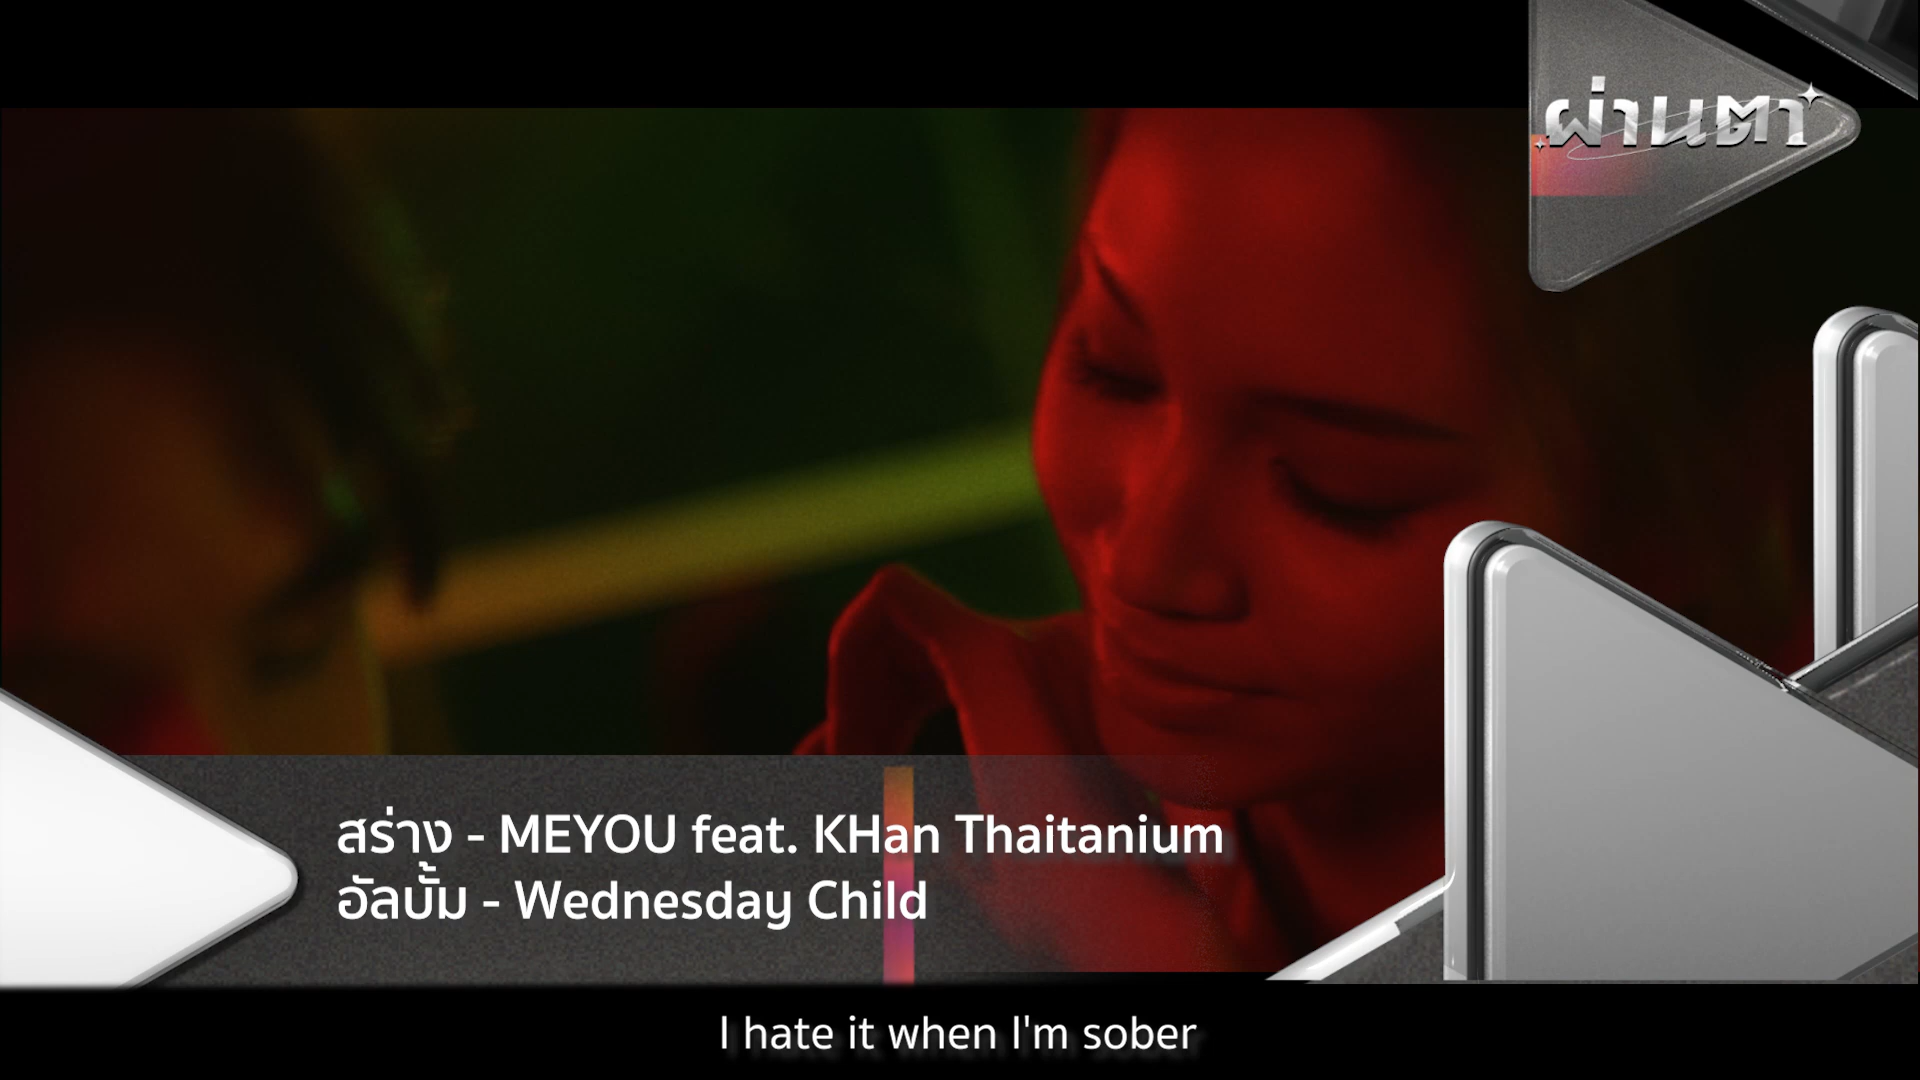 ผ่านตา
สร่าง - MEYOU feat. KHan Thaitanium
อัลบั้ม - Wednesday Child
I hate it when I'm sober